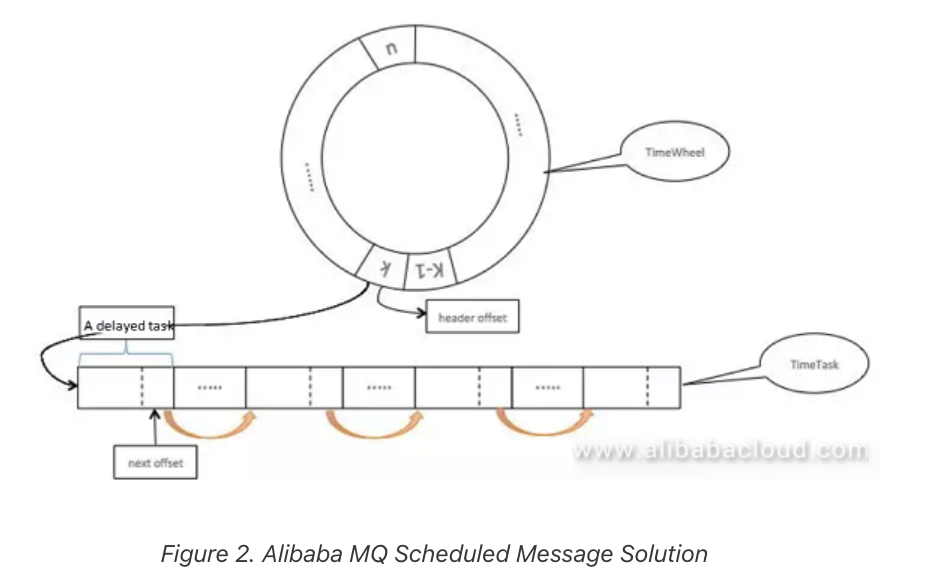 n
.....
.....
TimeWheel
k
K-1
header offset
A delayed task
TimeTask
.....
.....
.....
next offset
www.alibabacloud.com
Figure 2. Alibaba MQ Scheduled Message Solution